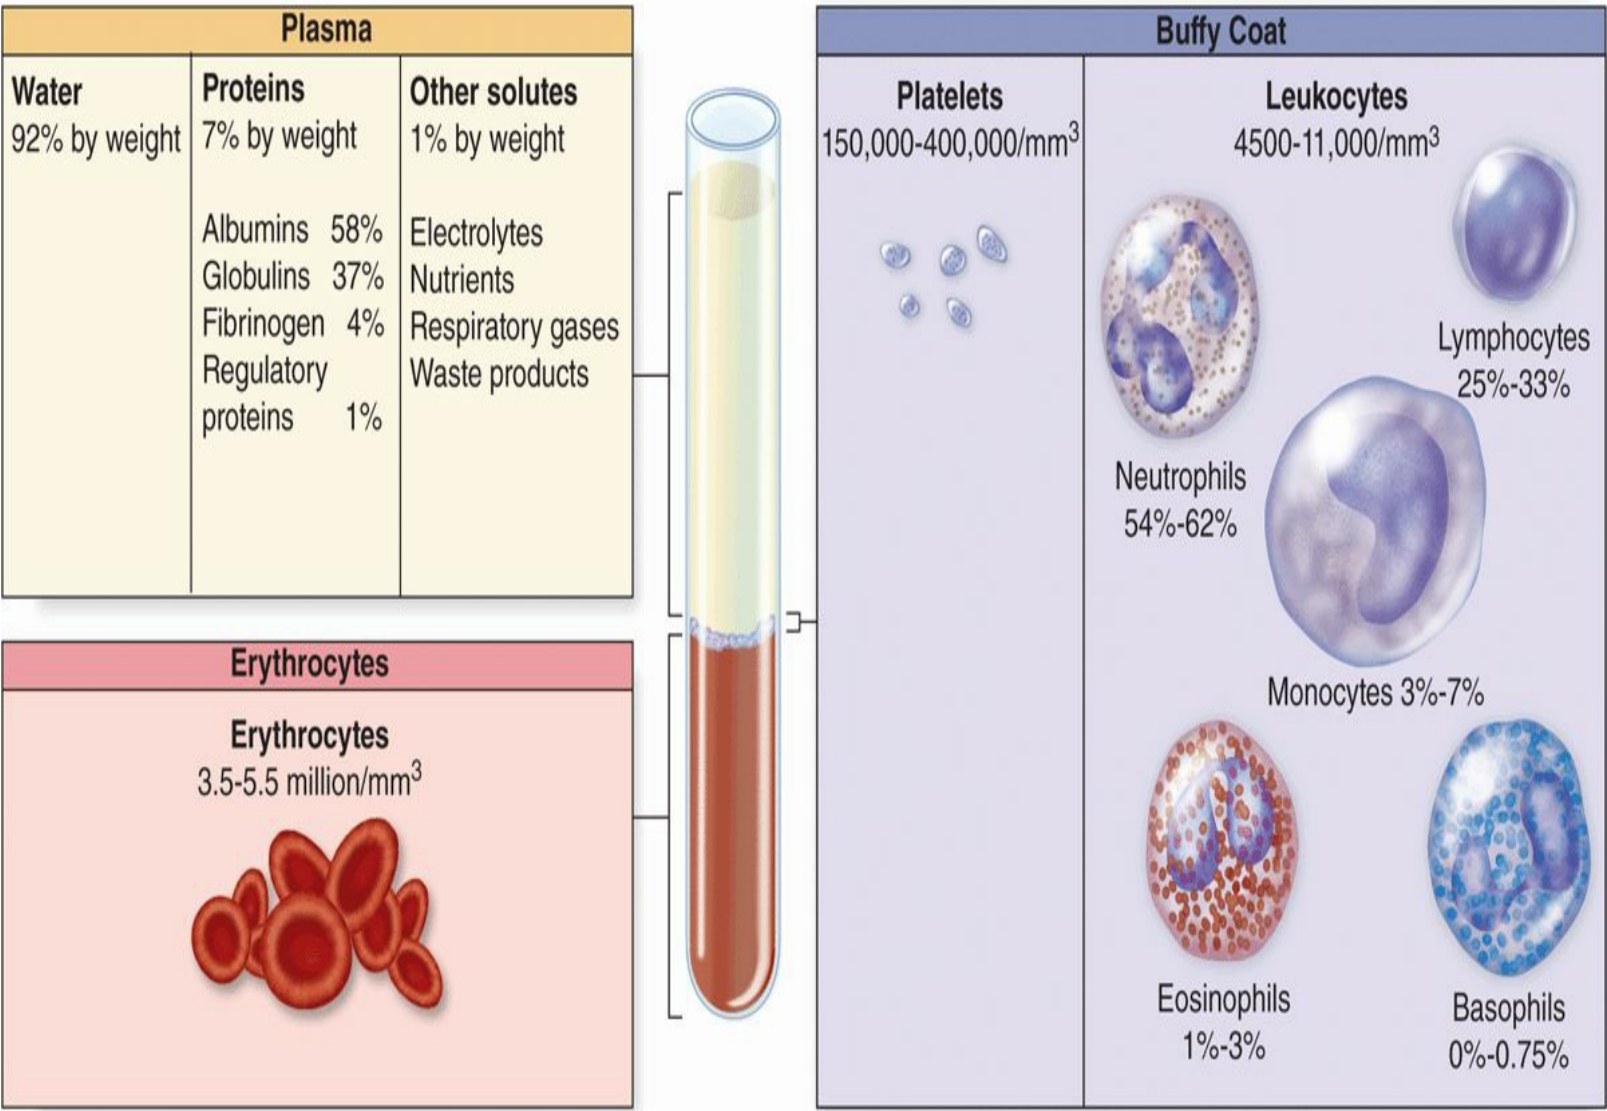 Plasma
Water
92% by weight
Proteins
7% by weight
Albumins 58%
Globulins 37%
Fibrinogen 4%
Regulatory
proteins 1%
Other solutes
1% by weight
Electrolytes
Nutrients
Respiratory gases
Waste products
Erythrocytes
Erythrocytes
3.5-5.5 million/mm³
Buffy Coat
Platelets
150,000-400,000/mm³
Leukocytes
4500-11,000/mm³
Lymphocytes
25%-33%
Neutrophils
54%-62%
Monocytes 3%-7%
Eosinophils
1%-3%
Basophils
0%-0.75%